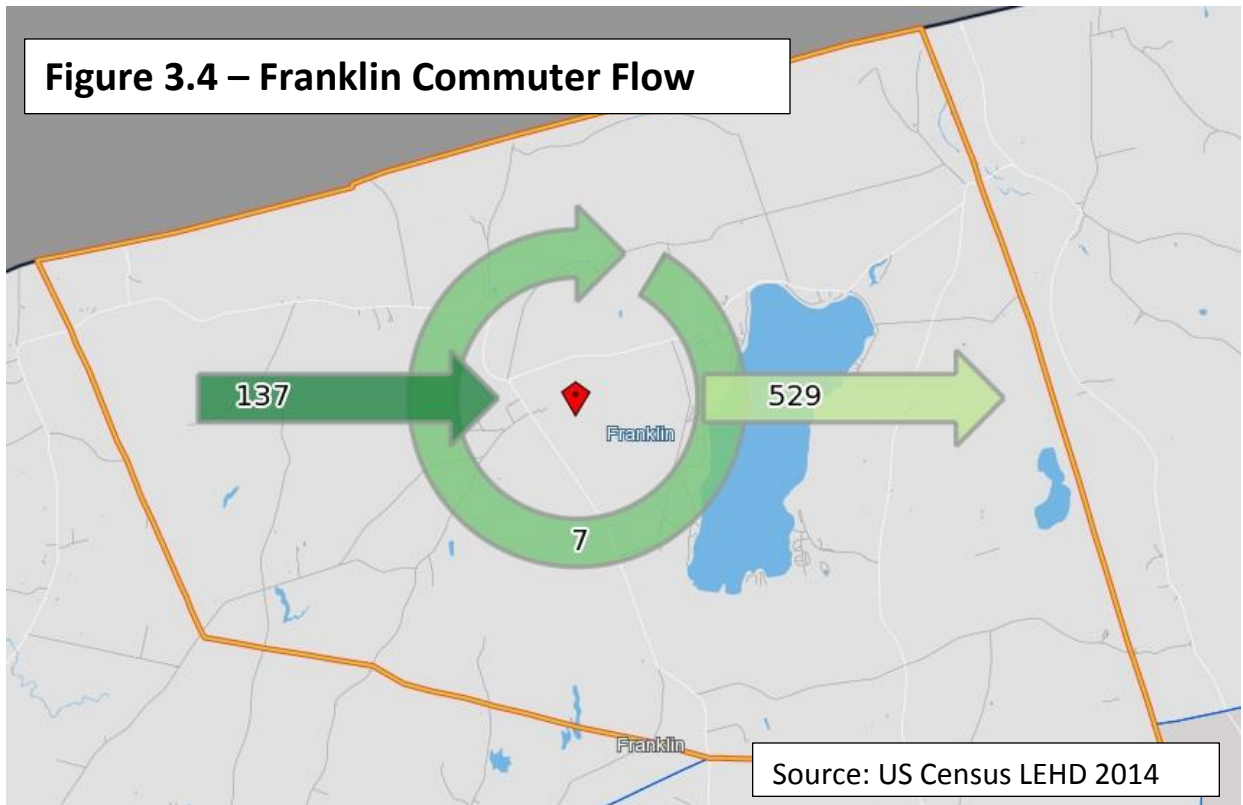 Figure 3.4 – Franklin Commuter Flow
137
529
Franklin
7
Franklin
Source: US Census LEHD 2014